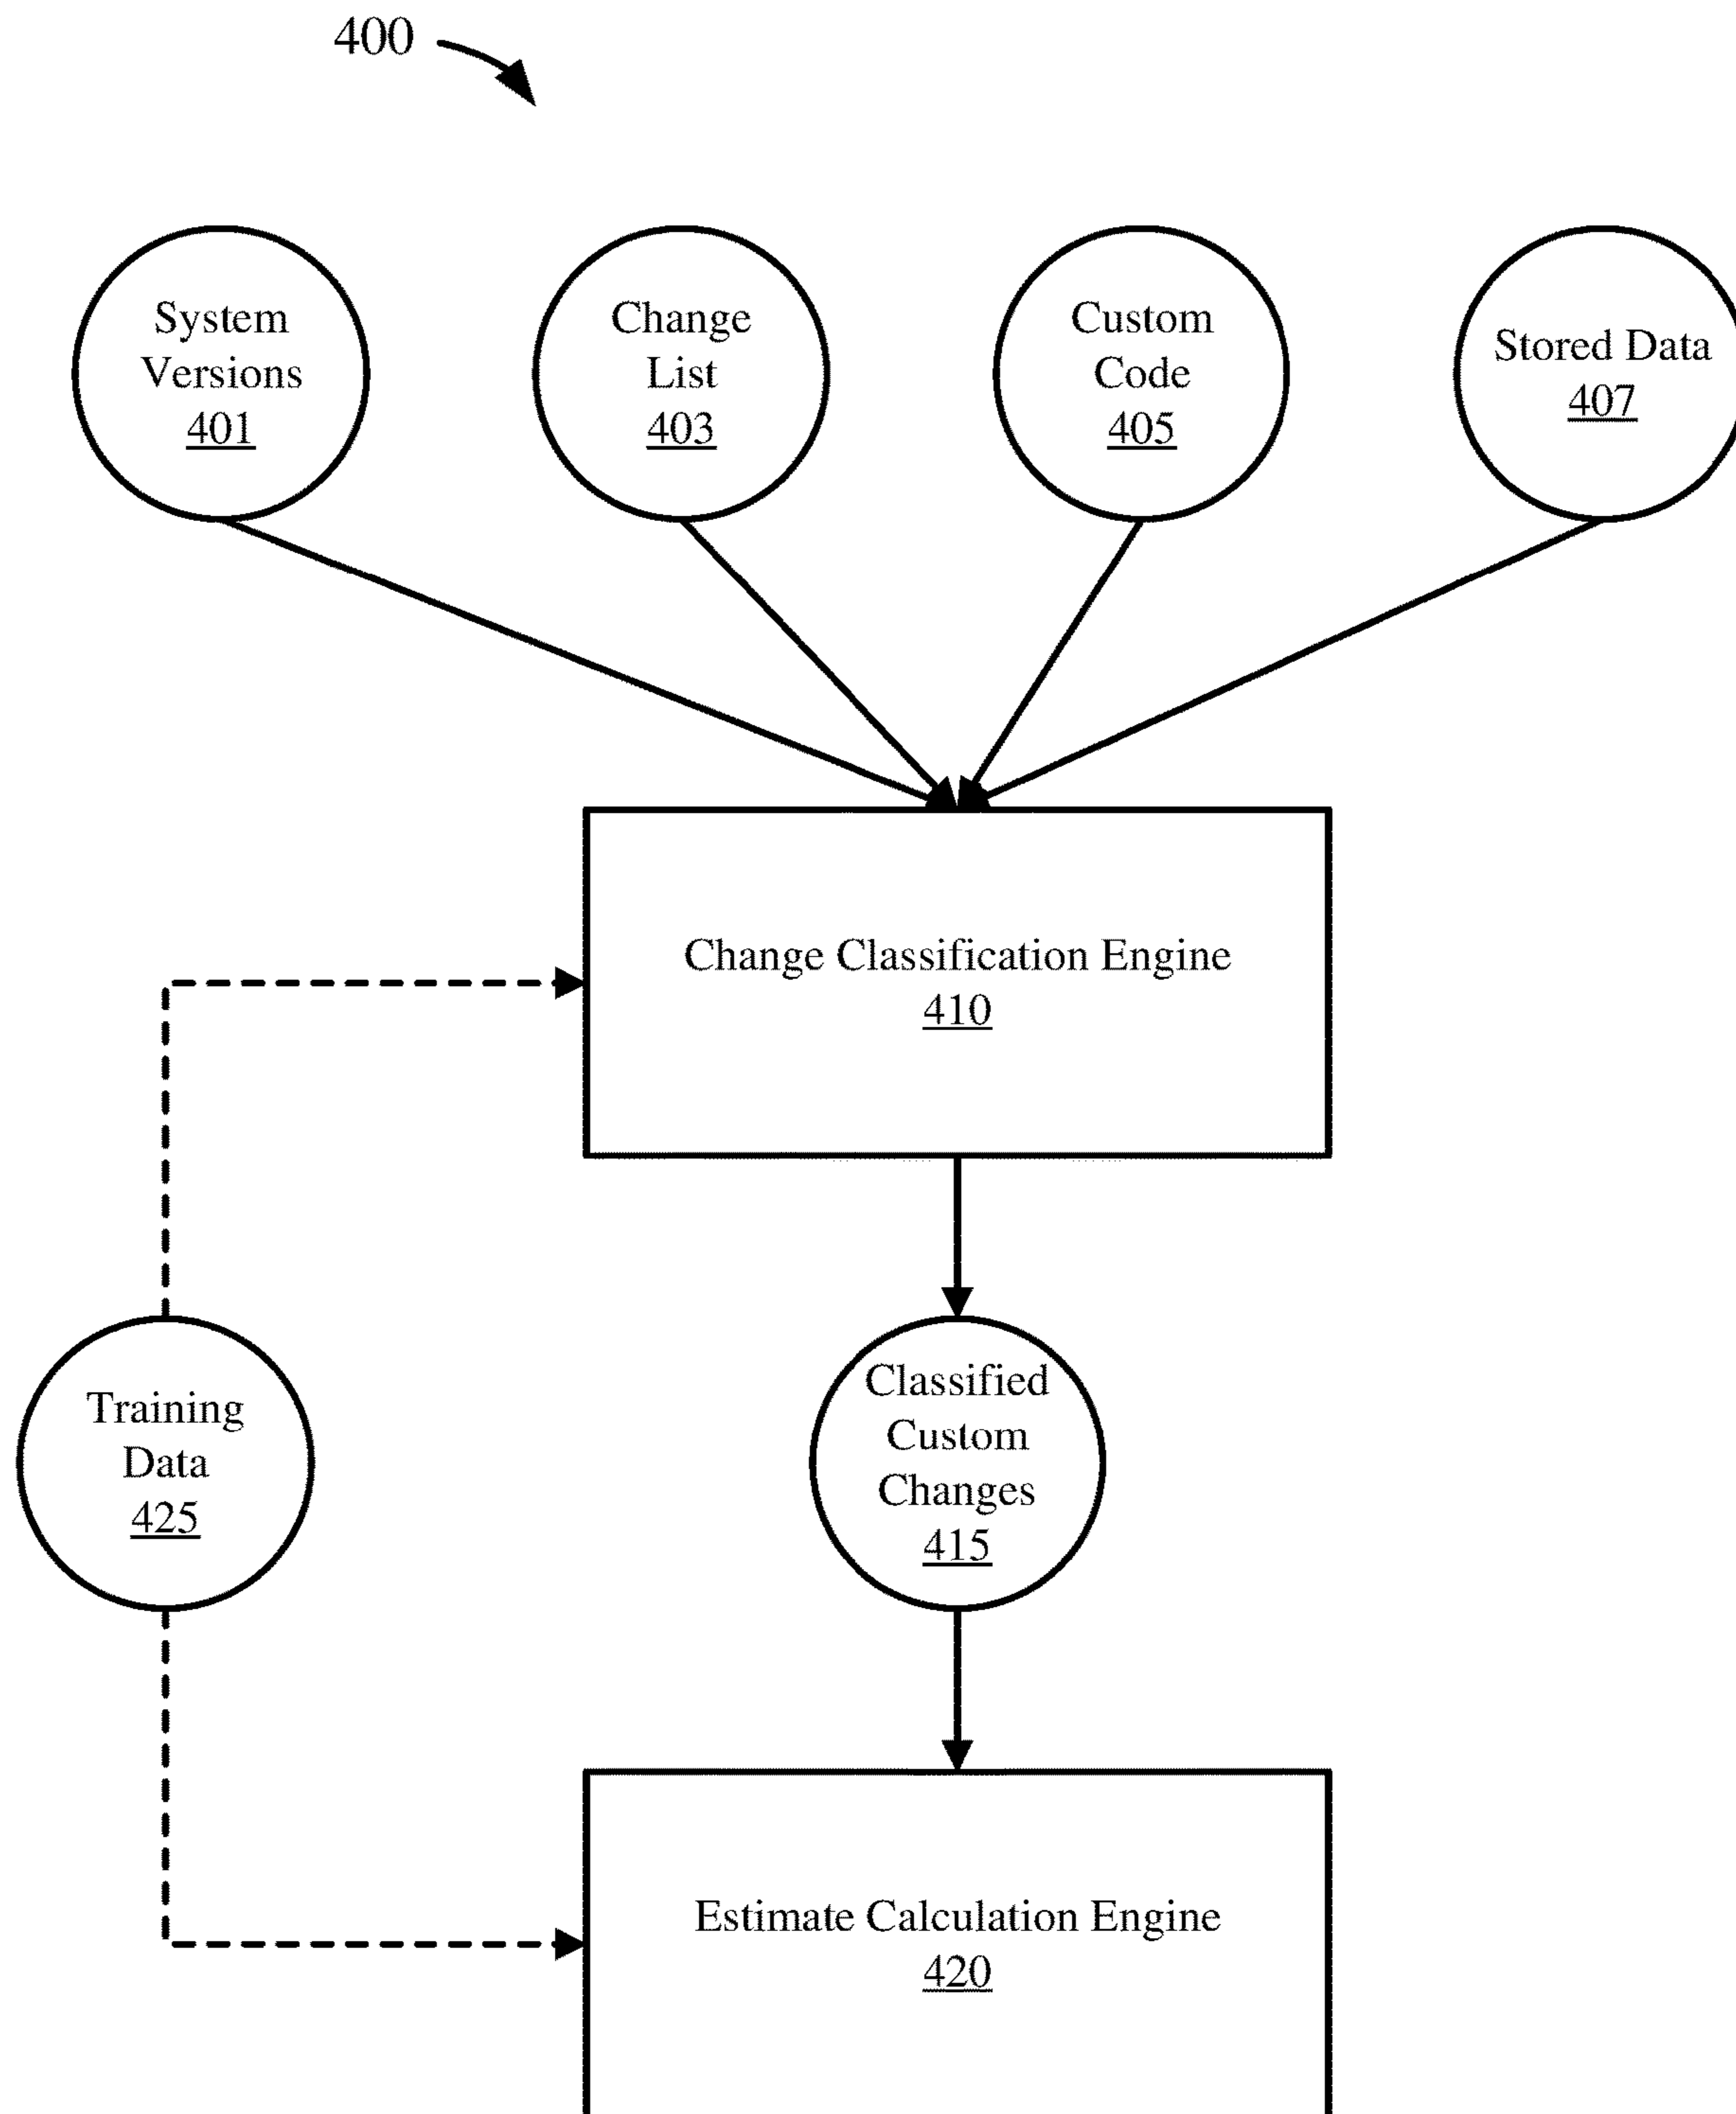 400
System
Versions
401
Change
List
403
Custom
Code
405
Stored Data
407
Change Classification Engine
410
Training
Data
425
Classified
Custom
Changes
415
Estimate Calculation Engine
420